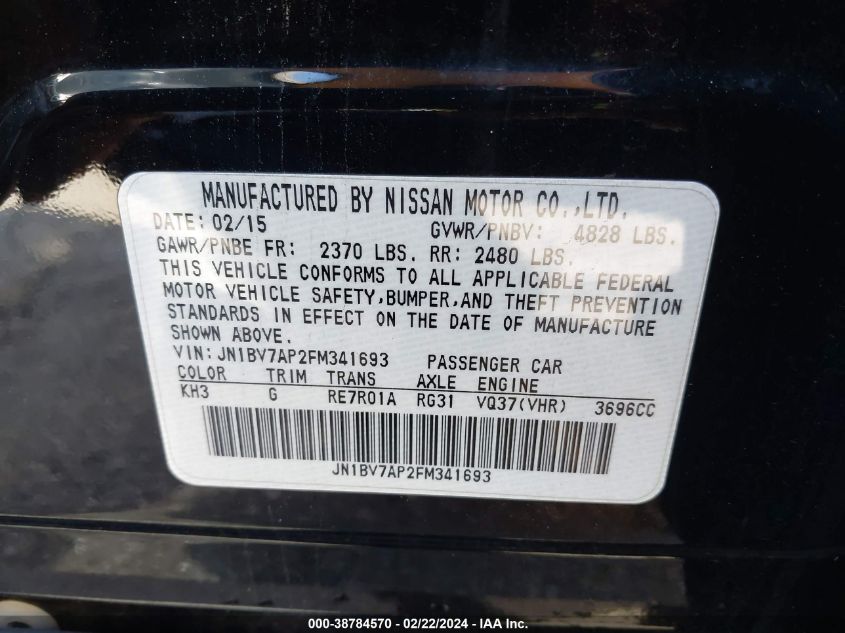 MANUFACTURED BY NISSAN MOTOR CO.,LTD.
DATE: 02/15 GVWR/PNBV: 4828 LBS.
GAWR/PNBE FR: 2370 LBS. RR: 2480 LBS.
THIS VEHICLE CONFORMS TO ALL APPLICABLE FEDERAL
MOTOR VEHICLE SAFETY,BUMPER,AND THEFT PREVENTION
STANDARDS IN EFFECT ON THE DATE OF MANUFACTURE
SHOWN ABOVE.
VIN: JN1BV7AP2FM341693 PASSENGER CAR
COLOR TRIM TRANS AXLE ENGINE
KH3 G RE7R01A RG31 VQ37(VHR) 3696CC
JN1BV7AP2FM341693
000-38784570 - 02/22/2024 - IAAI Inc.